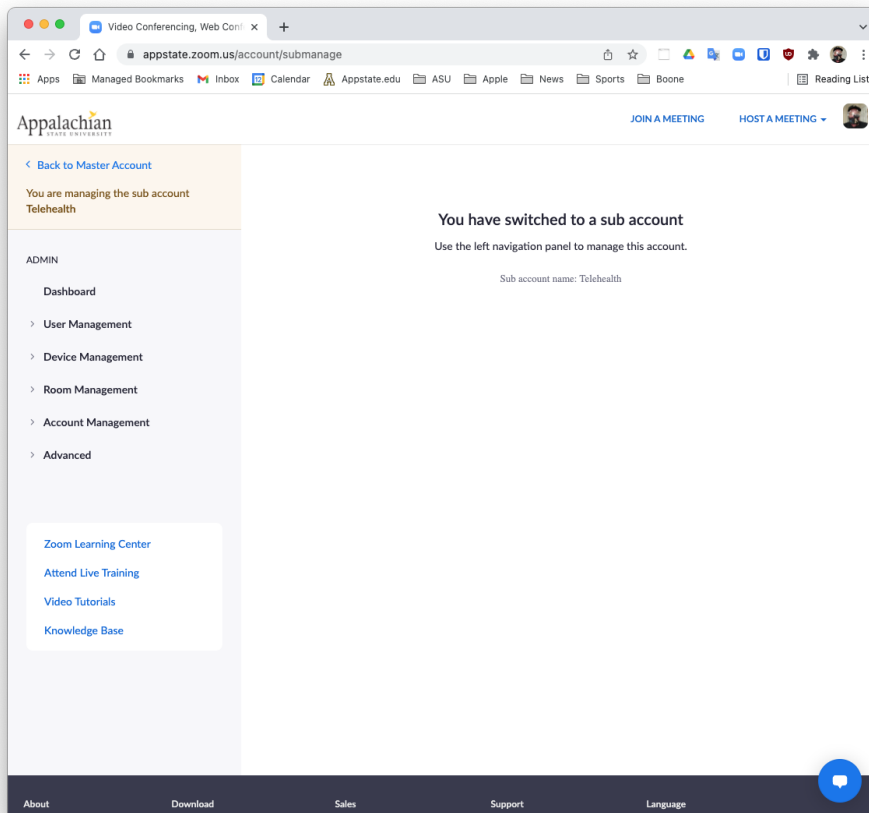 Video Conferencing, Web Conf
appstate.zoom.us/account/submanage
Apps Managed Bookmarks Inbox Calendar Appstate.edu ASU Apple News Sports Boone Reading List
Appalachian
STATE UNIVERSITY
JOIN A MEETING HOST A MEETING
Back to Master Account
You are managing the sub account
Telehealth
You have switched to a sub account
Use the left navigation panel to manage this account.
Sub account name: Telehealth
ADMIN
Dashboard
User Management
Device Management
Room Management
Account Management
Advanced
Zoom Learning Center
Attend Live Training
Video Tutorials
Knowledge Base
About Download Sales Support Language